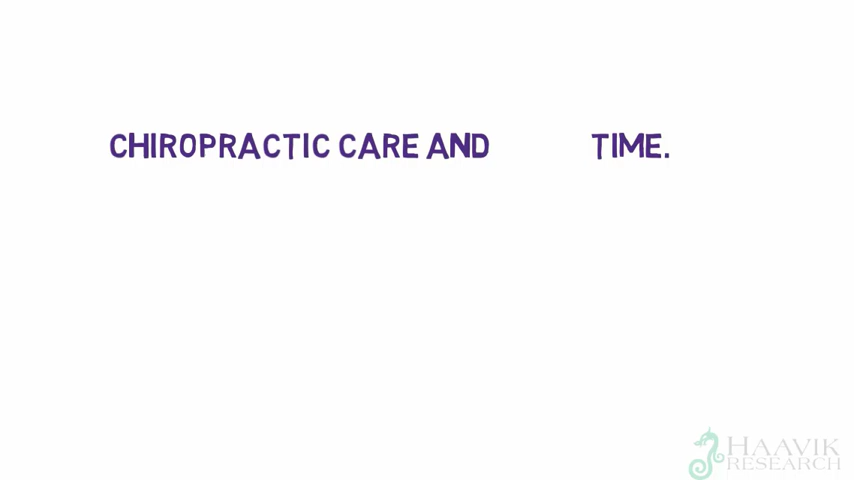 CHIROPRACTIC CARE AND TIME.
HAAVIK
RESEARCH